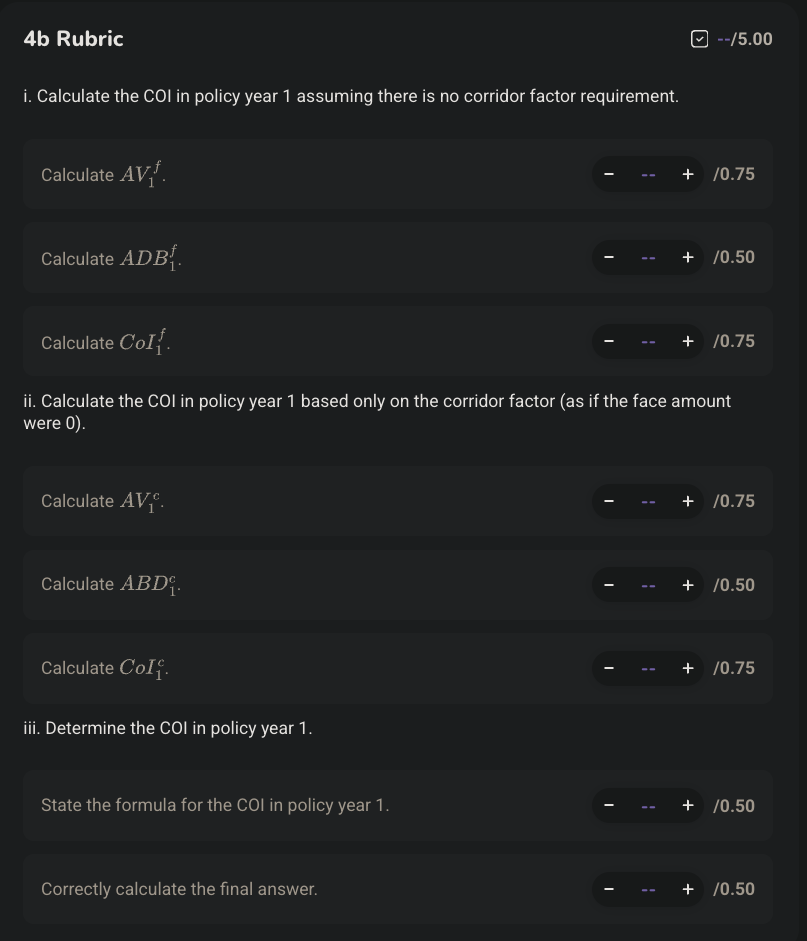 4b Rubric --/5.00
i. Calculate the COI in policy year 1 assuming there is no corridor factor requirement.
Calculate $AV_1^f$. − -- + /0.75
Calculate $ADB_1^f$. − -- + /0.50
Calculate $CoI_1^f$. − -- + /0.75
ii. Calculate the COI in policy year 1 based only on the corridor factor (as if the face amount
were 0).
Calculate $AV_1^c$. − -- + /0.75
Calculate $ABD_1^c$. − -- + /0.50
Calculate $CoI_1^c$. − -- + /0.75
iii. Determine the COI in policy year 1.
State the formula for the COI in policy year 1. − -- + /0.50
Correctly calculate the final answer. − -- + /0.50